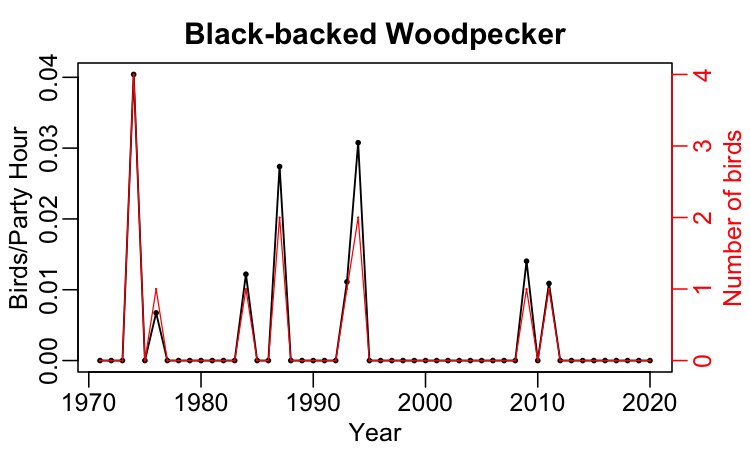 Black-backed Woodpecker
Birds/Party Hour
0.04
0.03
0.02
0.01
0.00
4
3
2
1
0
Number of birds
1970 1980 1990 2000 2010 2020
Year